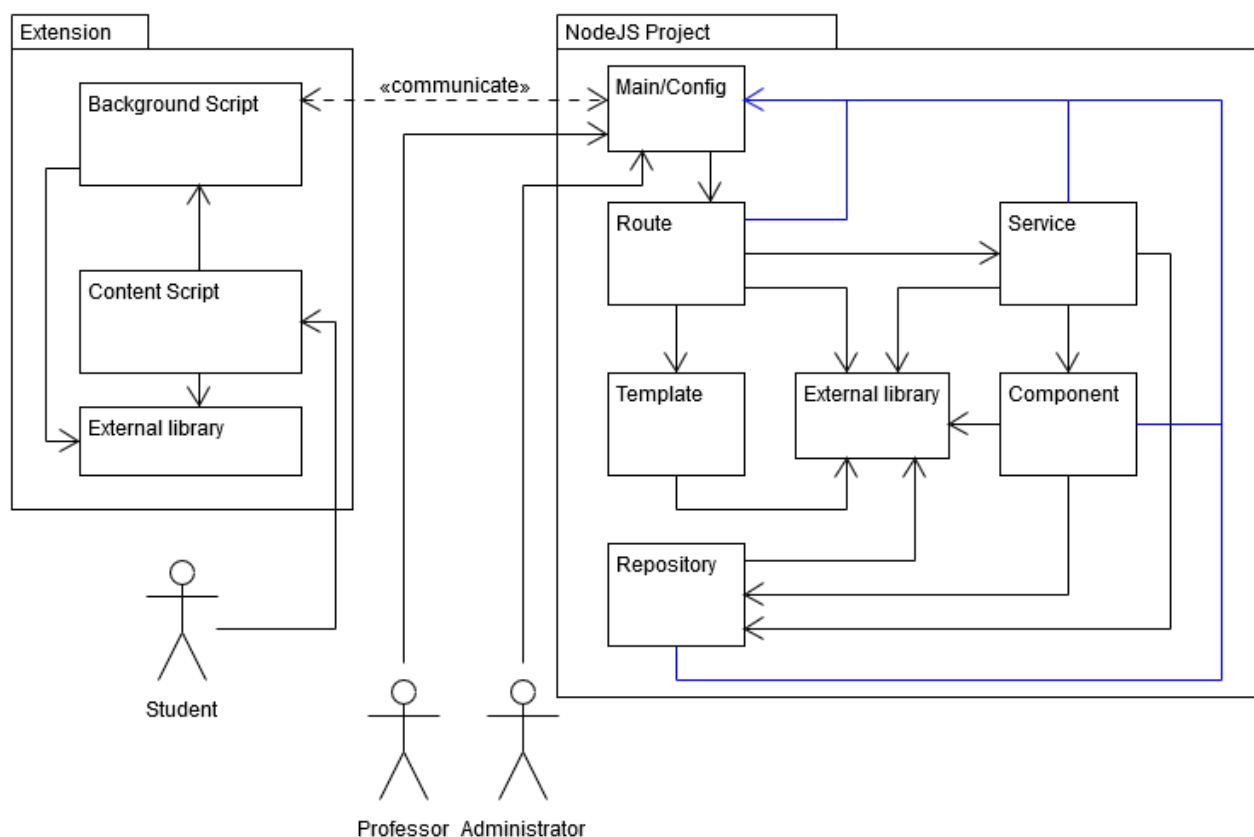 Extension
NodeJS Project
Background Script
«communicate»
Main/Config
Content Script
Route
Service
External library
Template
External library
Component
Repository
Student
Professor
Administrator